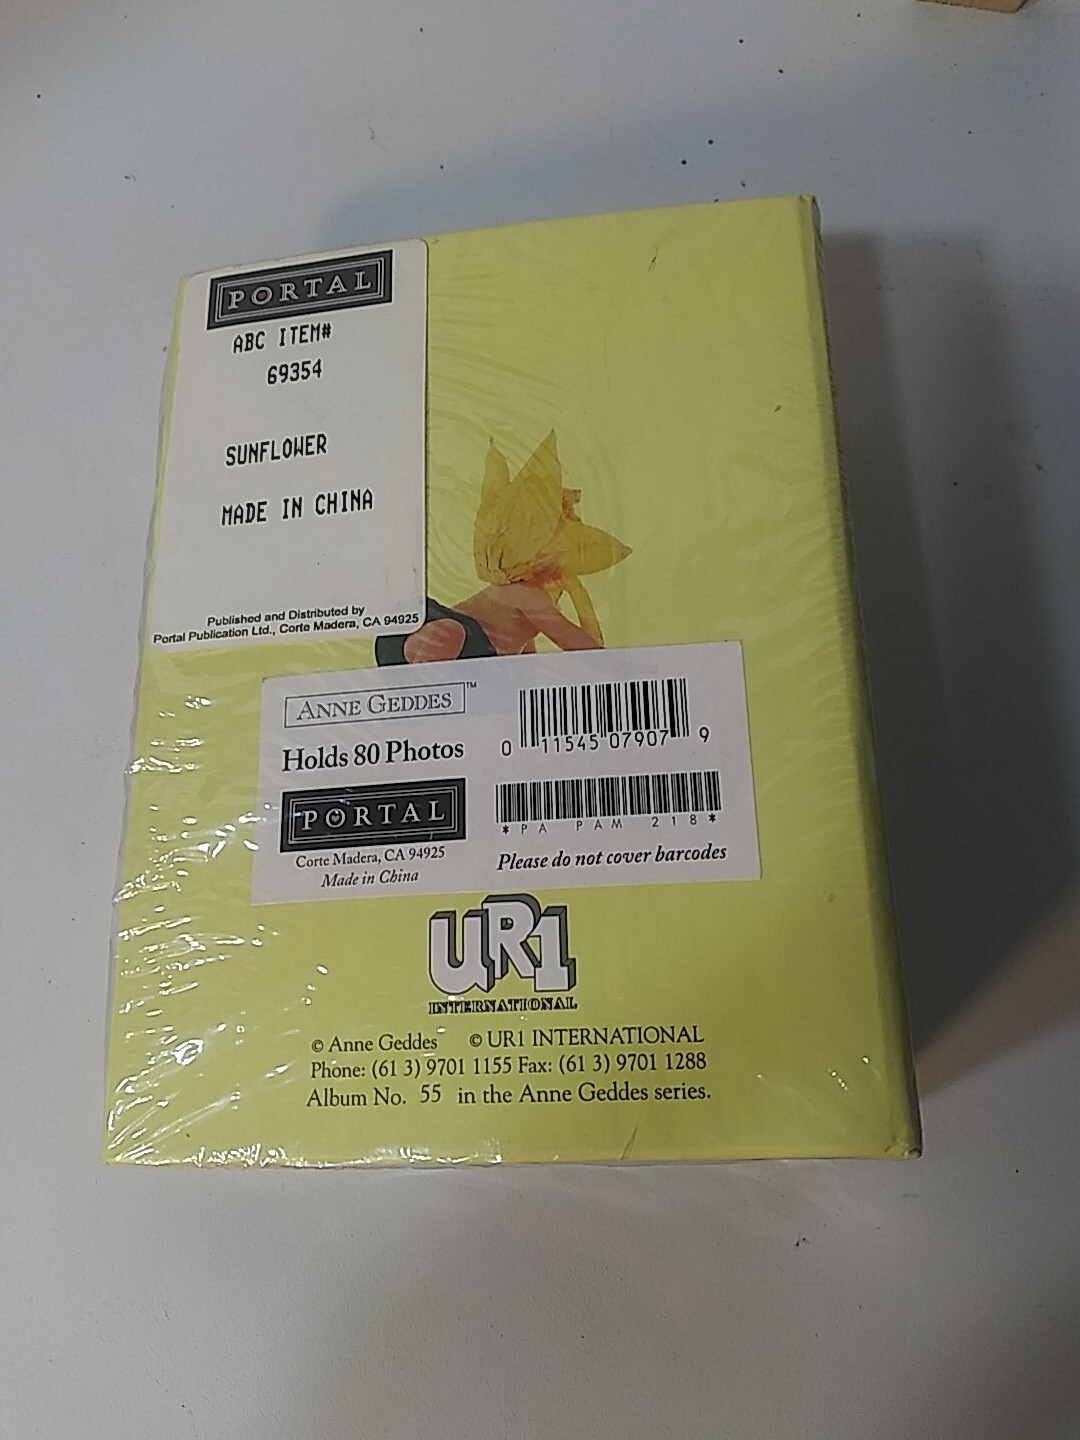 PORTAL
ABC ITEM#
69354
SUNFLOWER
MADE IN CHINA
Published and Distributed by
Portal Publication Ltd., Corte Madera, CA 94925
ANNE GEDDES™
Holds 80 Photos
PORTAL
Corte Madera, CA 94925
Made in China
0 11545 07907 9
*PA PAM 218*
Please do not cover barcodes
UR1
INTERNATIONAL
© Anne Geddes © UR1 INTERNATIONAL
Phone: (61 3) 9701 1155 Fax: (61 3) 9701 1288
Album No. 55 in the Anne Geddes series.